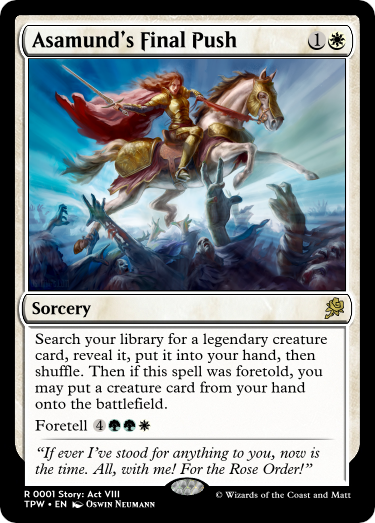 Asamund's Final Push 1
Sorcery
Search your library for a legendary creature
card, reveal it, put it into your hand, then
shuffle. Then if this spell was foretold, you
may put a creature card from your hand
onto the battlefield.
Foretell 4
“If ever I've stood for anything to you, now is
the time. All, with me! For the Rose Order!”
R 0001 Story: Act VIII
TPW • EN Oswin Neumann
© Wizards of the Coast and Matt